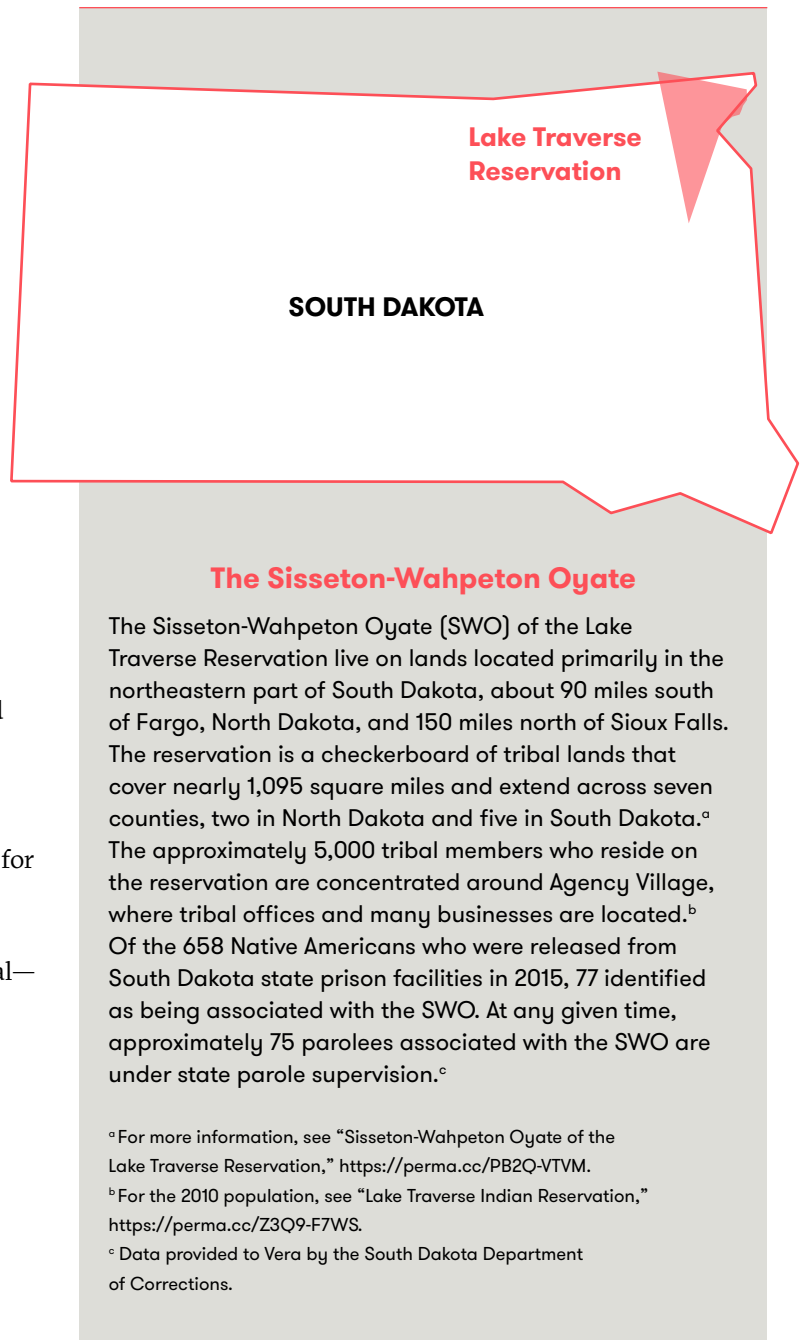 Lake Traverse
Reservation
SOUTH DAKOTA
The Sisseton-Wahpeton Oyate
The Sisseton-Wahpeton Oyate (SWO) of the Lake
Traverse Reservation live on lands located primarily in the
northeastern part of South Dakota, about 90 miles south
of Fargo, North Dakota, and 150 miles north of Sioux Falls.
The reservation is a checkerboard of tribal lands that
cover nearly 1,095 square miles and extend across seven
counties, two in North Dakota and five in South Dakota.ᵃ
The approximately 5,000 tribal members who reside on
the reservation are concentrated around Agency Village,
where tribal offices and many businesses are located.ᵇ
Of the 658 Native Americans who were released from
South Dakota state prison facilities in 2015, 77 identified
as being associated with the SWO. At any given time,
approximately 75 parolees associated with the SWO are
under state parole supervision.ᶜ
ᵃ For more information, see “Sisseton-Wahpeton Oyate of the
Lake Traverse Reservation,” https://perma.cc/PB2Q-VTVM.
ᵇ For the 2010 population, see “Lake Traverse Indian Reservation,”
https://perma.cc/Z3Q9-F7WS.
ᶜ Data provided to Vera by the South Dakota Department
of Corrections.
for
al—